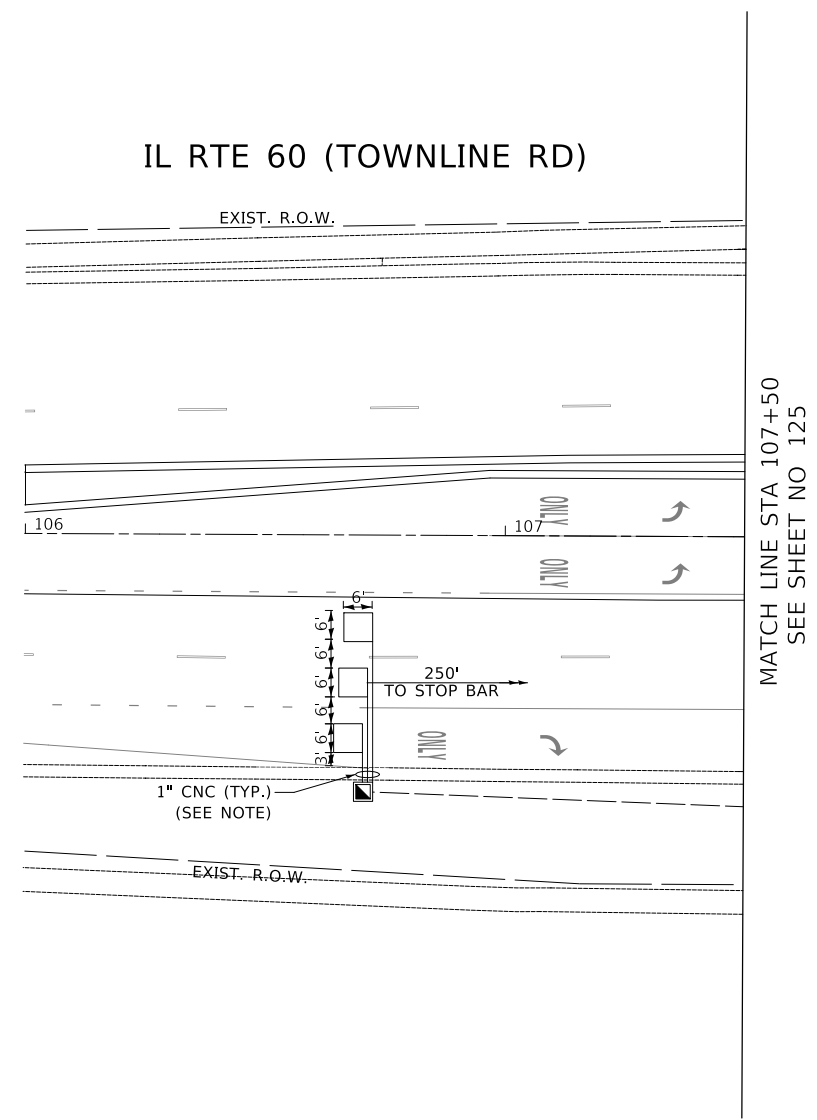 IL RTE 60 (TOWNLINE RD)
EXIST. R.O.W.
MATCH LINE STA 107+50
SEE SHEET NO 125
ONLY
106
107
ONLY
6'
6'
6'
6'
6'
6'
3'
250'
TO STOP BAR
ONLY
1" CNC (TYP.)
(SEE NOTE)
EXIST. R.O.W.